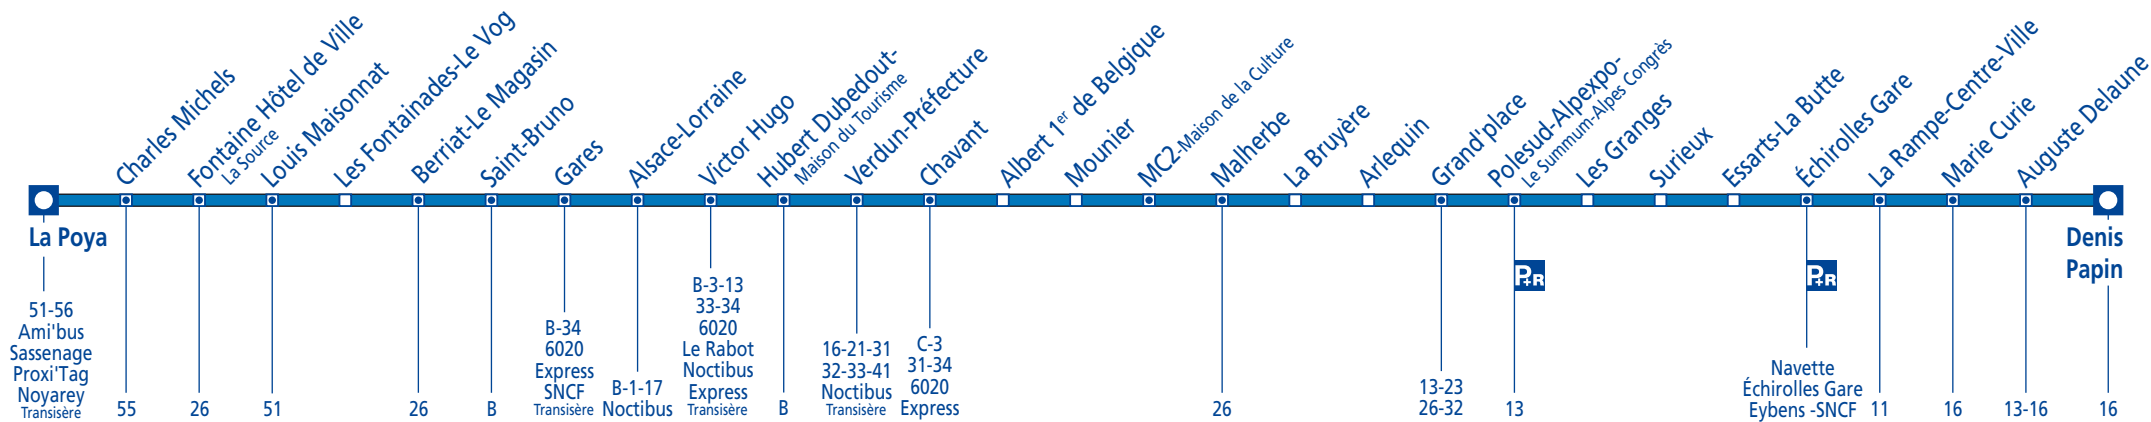 Charles Michels
Fontaine Hôtel de Ville
La Source
Louis Maisonnat
Les Fontainades-Le Vog
Berriat-Le Magasin
Saint-Bruno
Gares
Alsace-Lorraine
Victor Hugo
Hubert Dubedout-
Maison du Tourisme
Verdun-Préfecture
Chavant
Albert 1er de Belgique
Mounier
MC2-Maison de la Culture
Malherbe
La Bruyère
Arlequin
Grand'place
Polesud-Alpexpo-
Le Summum-Alpes Congrès
Les Granges
Surieux
Essarts-La Butte
Échirolles Gare
La Rampe-Centre-Ville
Marie Curie
Auguste Delaune
La Poya
Denis
Papin
51-56
Ami'bus
Sassenage
Proxi'Tag
Noyarey
Transisère
55
26
51
26
B
B-34
6020
Express
SNCF
Transisère
B-1-17
Noctibus
B-3-13
33-34
6020
Le Rabot
Noctibus
Express
Transisère
B
16-21-31
32-33-41
Noctibus
Transisère
C-3
31-34
6020
Express
26
13-23
26-32
P+R
13
P+R
Navette
Échirolles Gare
Eybens -SNCF
11
16
13-16
16